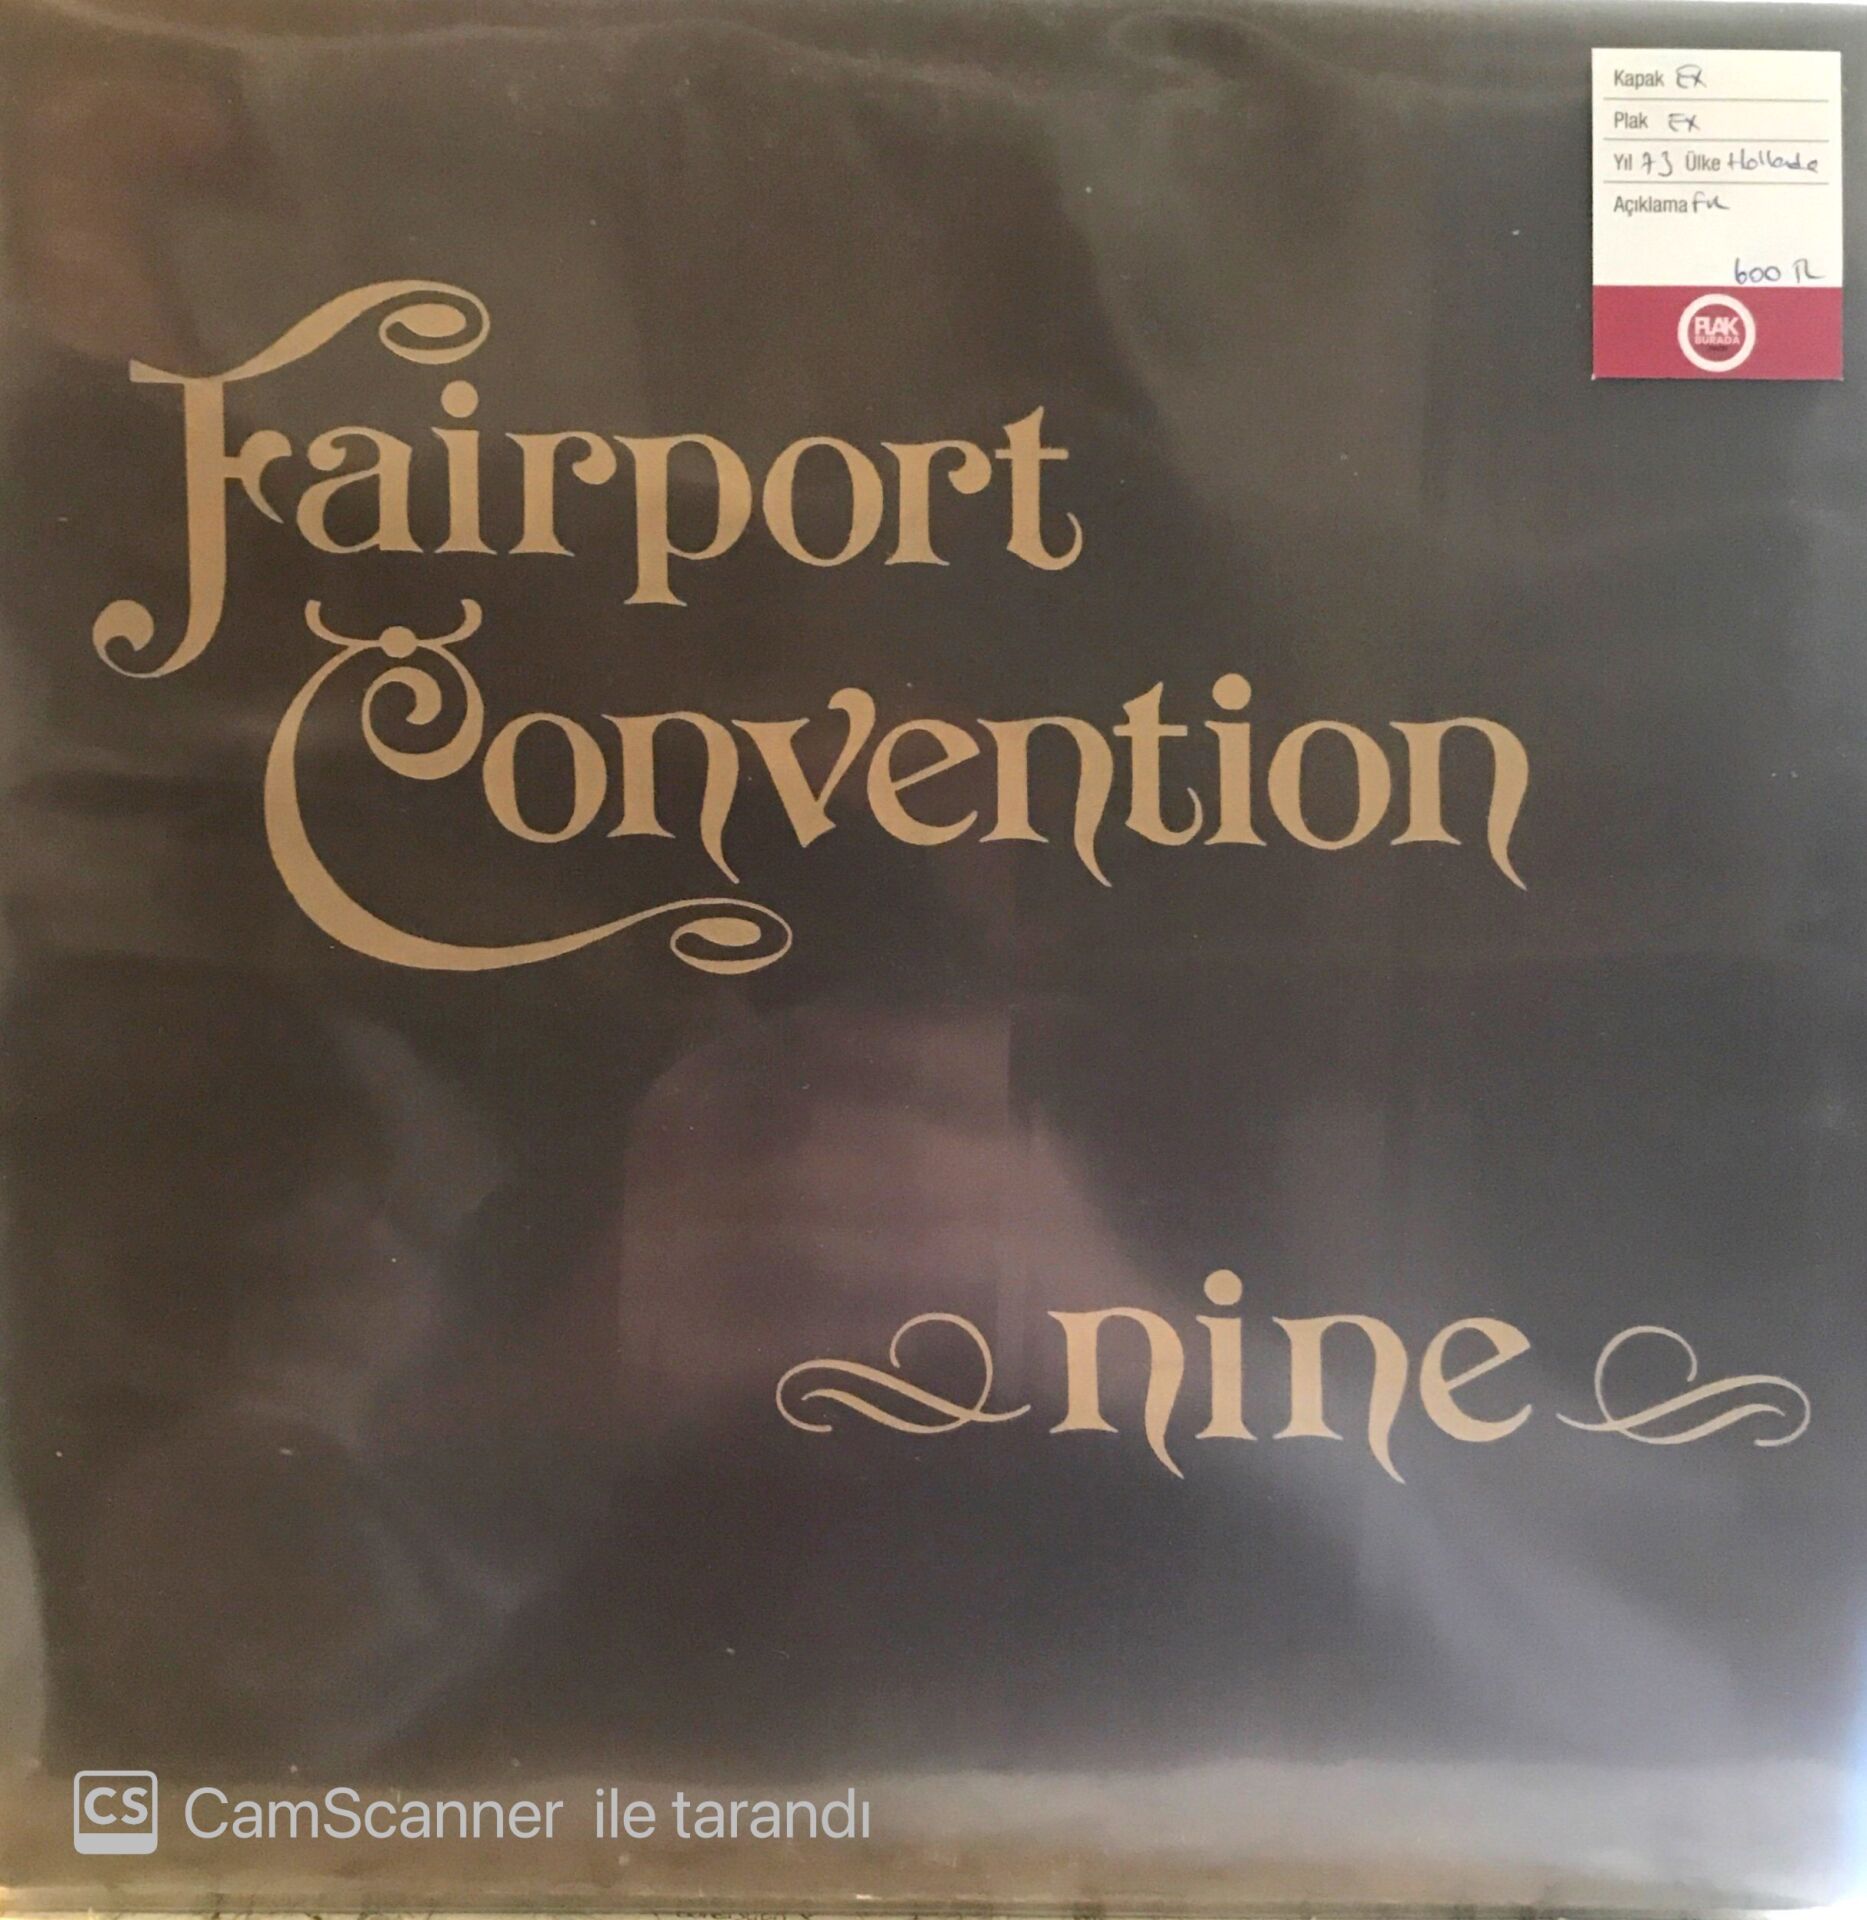 Kapak EX
Plak EX
Yıl 73 Ülke Hollanda
Açıklama
600 TL
PLAK
BURADA
Fairport
Convention
nine
CS CamScanner ile tarandı